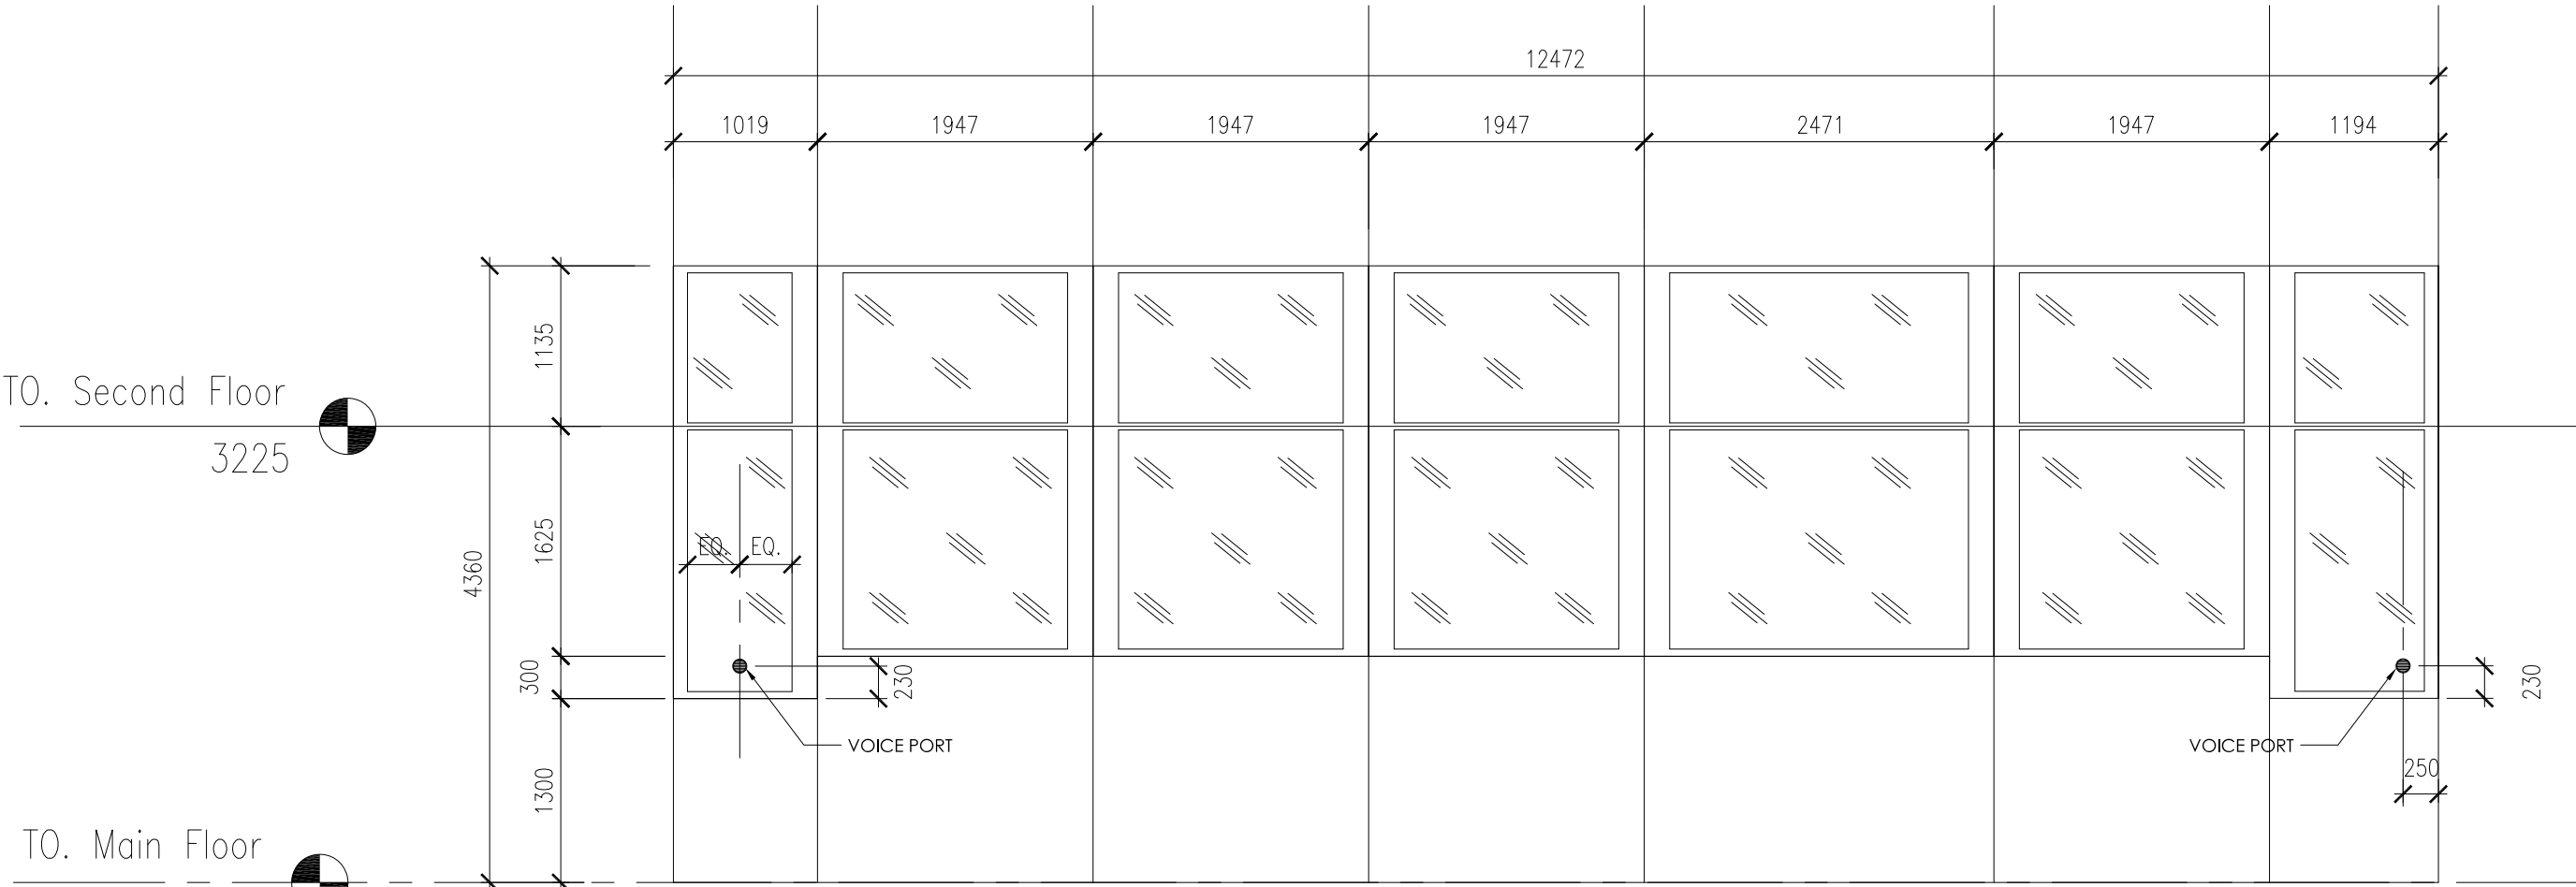 12472
1019 1947 1947 1947 2471 1947 1194
1135
TO. Second Floor
3225
1625
4360
EQ. EQ.
300
230
230
VOICE PORT
VOICE PORT
250
1300
TO. Main Floor